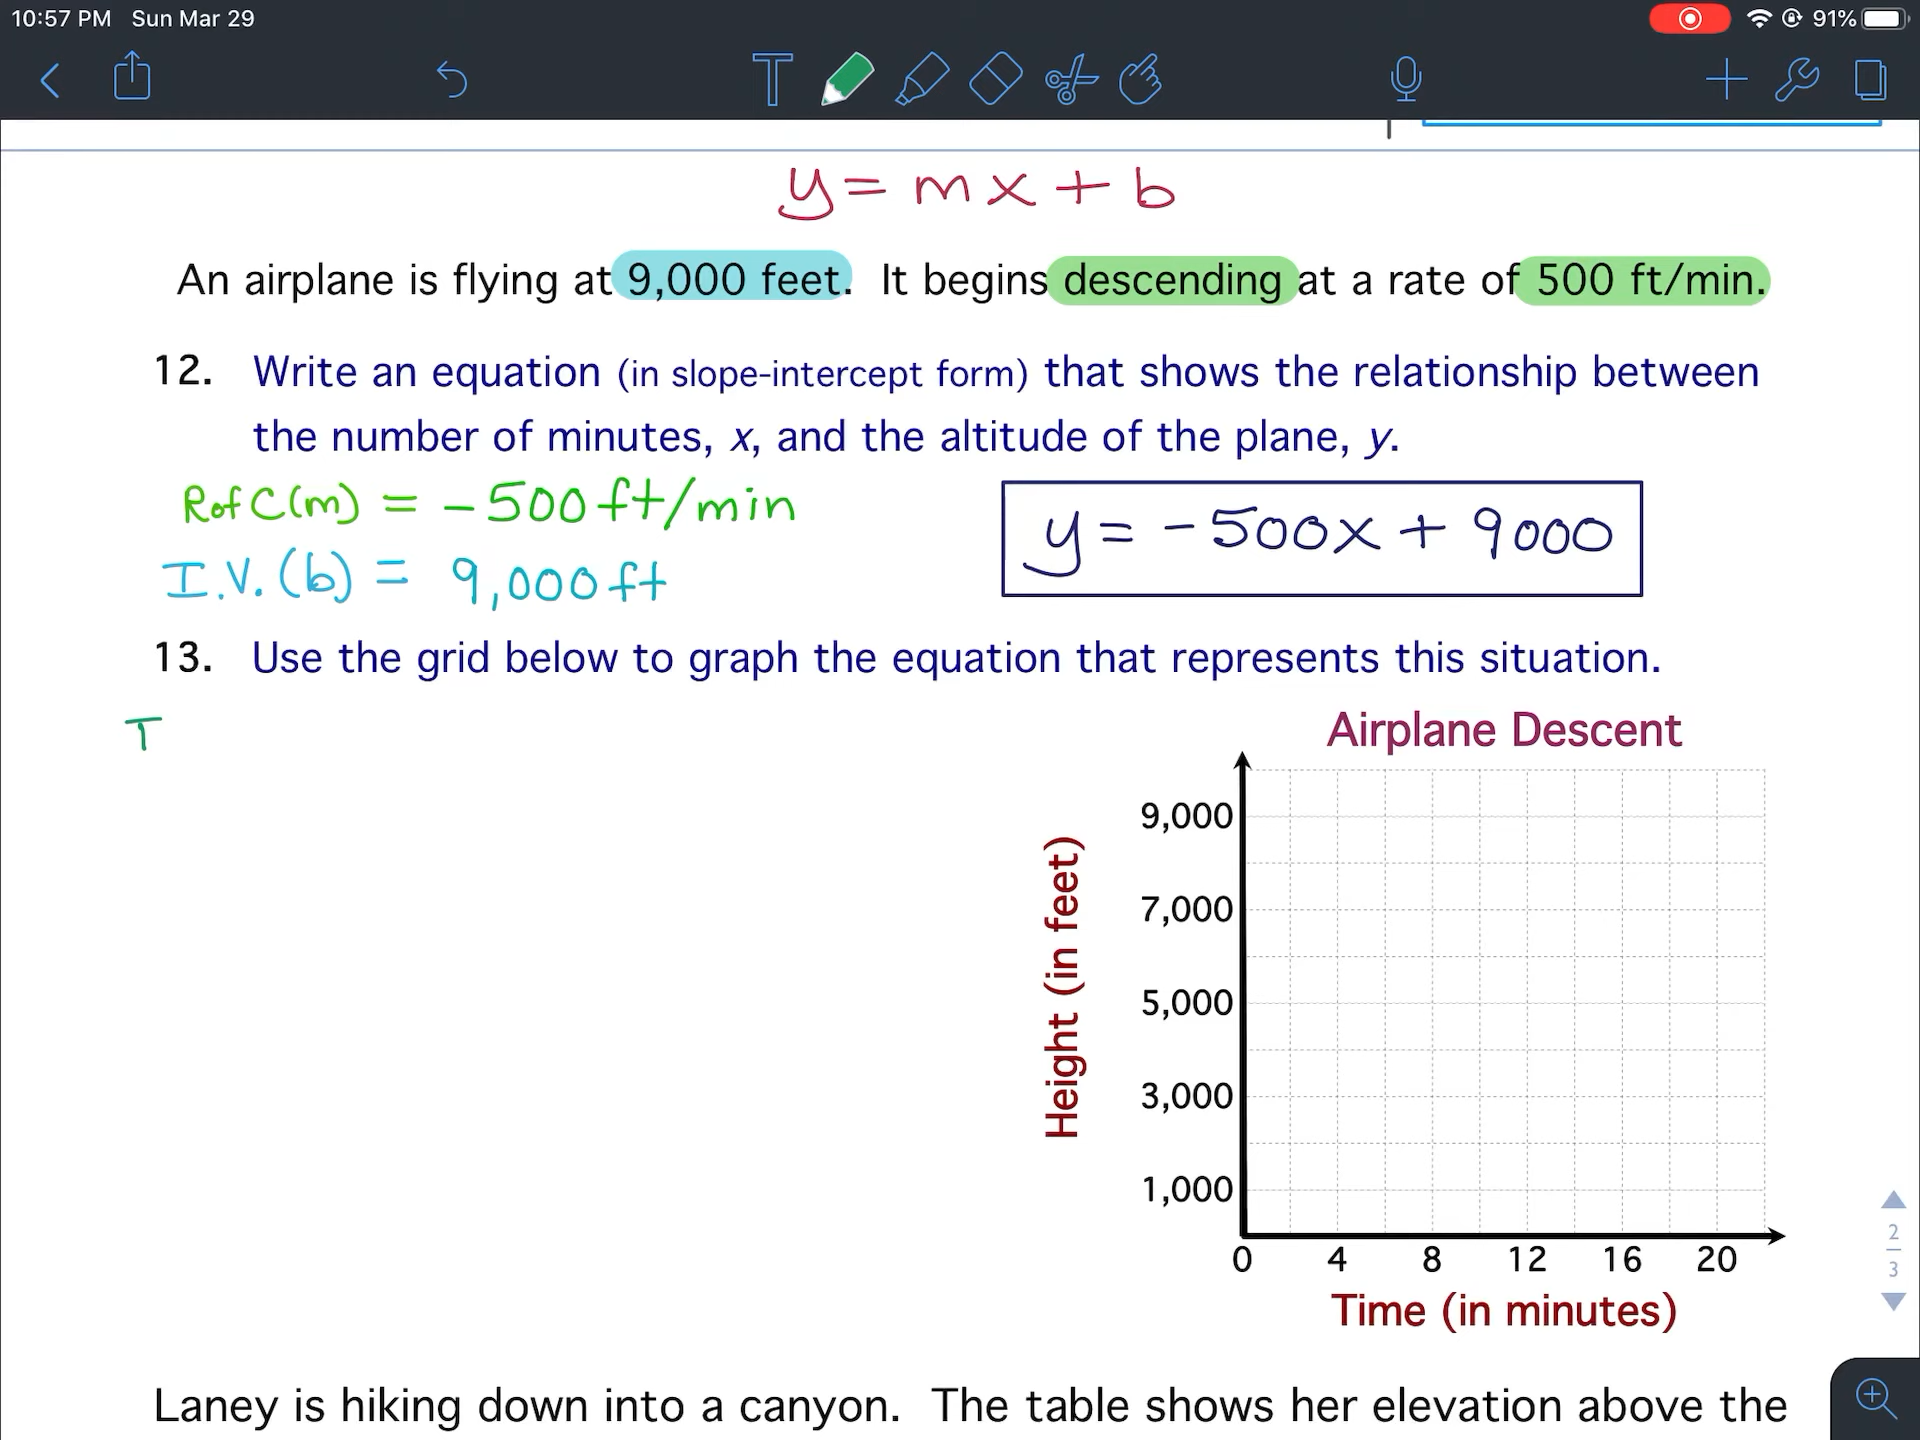 10:57 PM Sun Mar 29 91%
y = mx + b
An airplane is flying at 9,000 feet. It begins descending at a rate of 500 ft/min.
12. Write an equation (in slope-intercept form) that shows the relationship between
the number of minutes, x, and the altitude of the plane, y.
R of C (m) = -500 ft/min
I.V. (b) = 9,000 ft
y = -500x + 9000
13. Use the grid below to graph the equation that represents this situation.
T
Airplane Descent
Height (in feet)
9,000
7,000
5,000
3,000
1,000
0 4 8 12 16 20
Time (in minutes)
2
3
Laney is hiking down into a canyon. The table shows her elevation above the